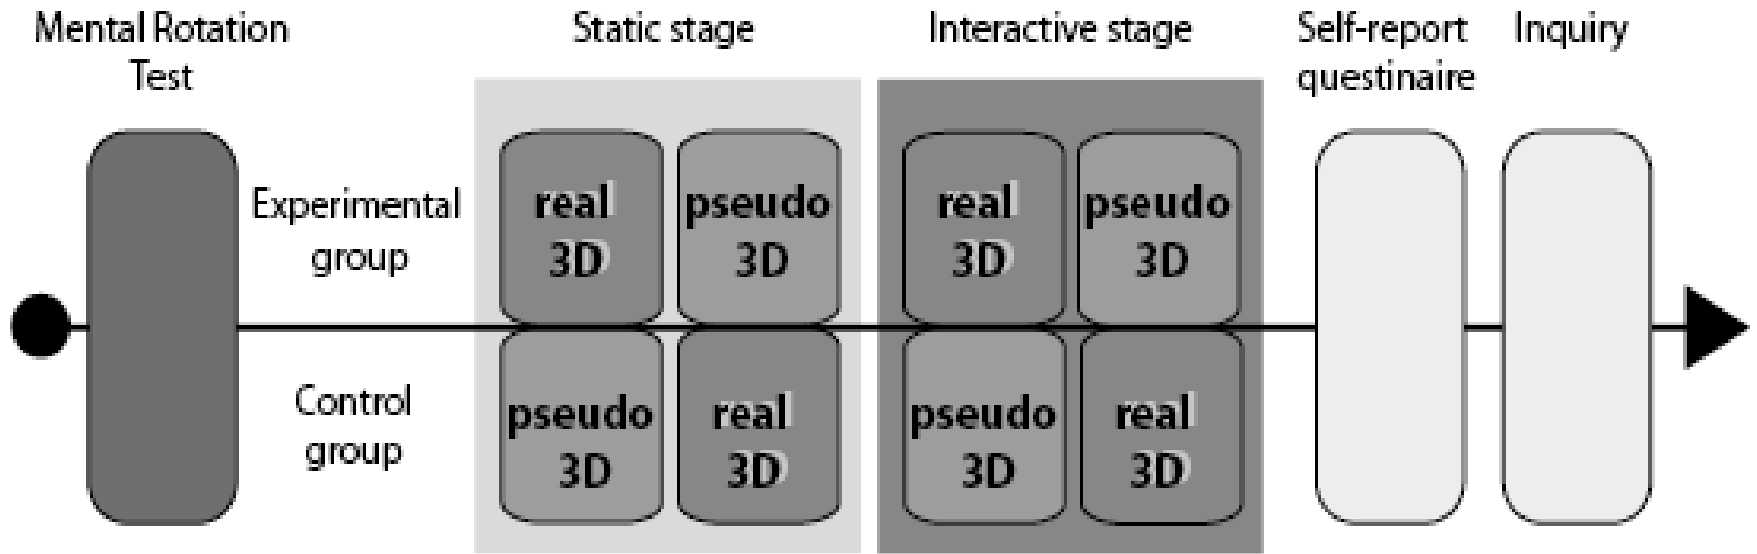 Mental Rotation
Test
Static stage
Interactive stage
Self-report
questinaire
Inquiry
Experimental
group
real
3D
pseudo
3D
real
3D
pseudo
3D
Control
group
pseudo
3D
real
3D
pseudo
3D
real
3D